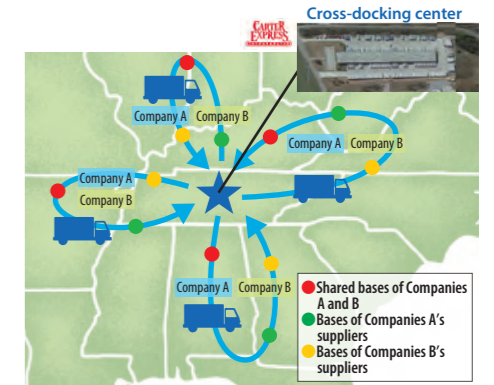 Cross-docking center
CARTER
EXPRESS
INCORPORATED
Company A Company B
Company A Company B
Company A
Company B
Company A Company B
Shared bases of Companies
A and B
Bases of Companies A's
suppliers
Bases of Companies B's
suppliers